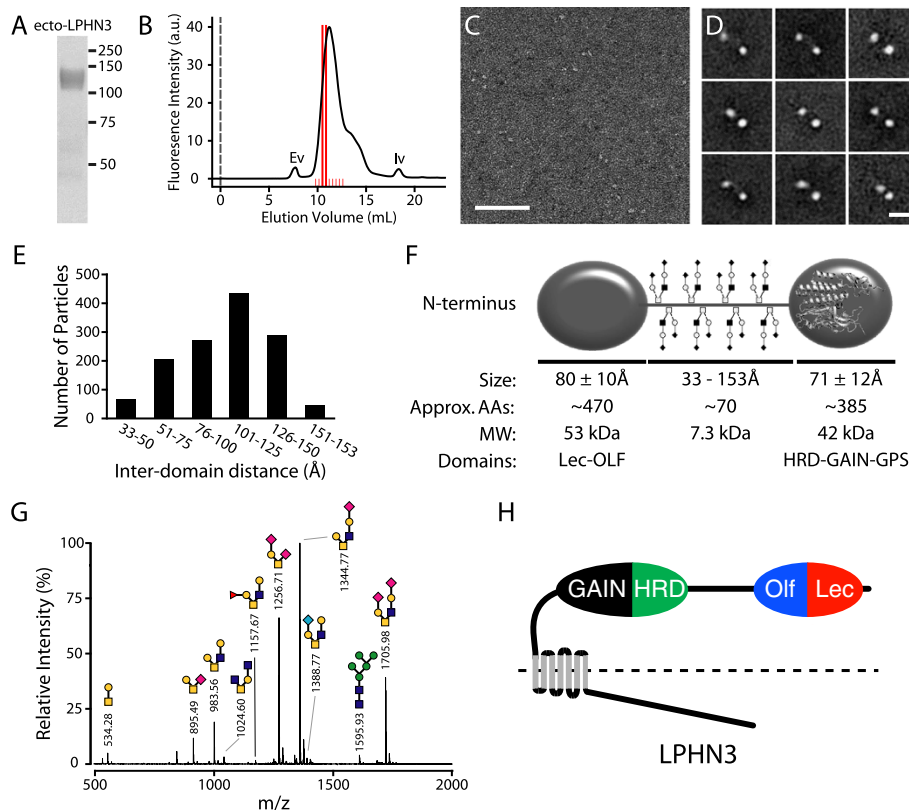 A
ecto-LPHN3
250
150
100
75
50
B
Fluoresence Intensity (a.u.)
40
30
20
10
0
Ev
Iv
0
5
10
15
20
Elution Volume (mL)
C
D
E
Number of Particles
500
400
300
200
100
0
33-50
51-75
76-100
101-125
126-150
151-153
Inter-domain distance (Å)
F
N-terminus
Size: 80 ± 10Å 33 - 153Å 71 ± 12Å
Approx. AAs: ~470 ~70 ~385
MW: 53 kDa 7.3 kDa 42 kDa
Domains: Lec-OLF HRD-GAIN-GPS
G
Relative Intensity (%)
100
75
50
25
0
534.28
895.49
983.56
1024.60
1157.67
1256.71
1344.77
1388.77
1595.93
1705.98
500
1000
1500
2000
m/z
H
GAIN HRD Olf Lec
LPHN3